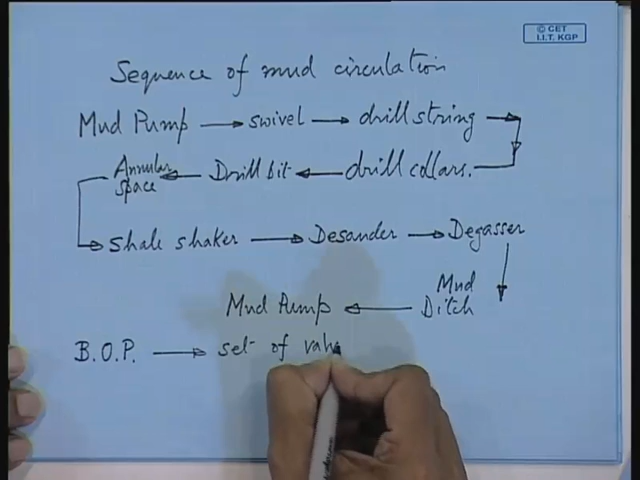 © CET
I.I.T. KGP
Sequence of mud circulation
Mud Pump → swivel → drill string →
Annular space ← Drill bit ← drill collars.
Shale shaker → Desander → Degasser
Mud Pump ← Mud Ditch
B.O.P. → set of